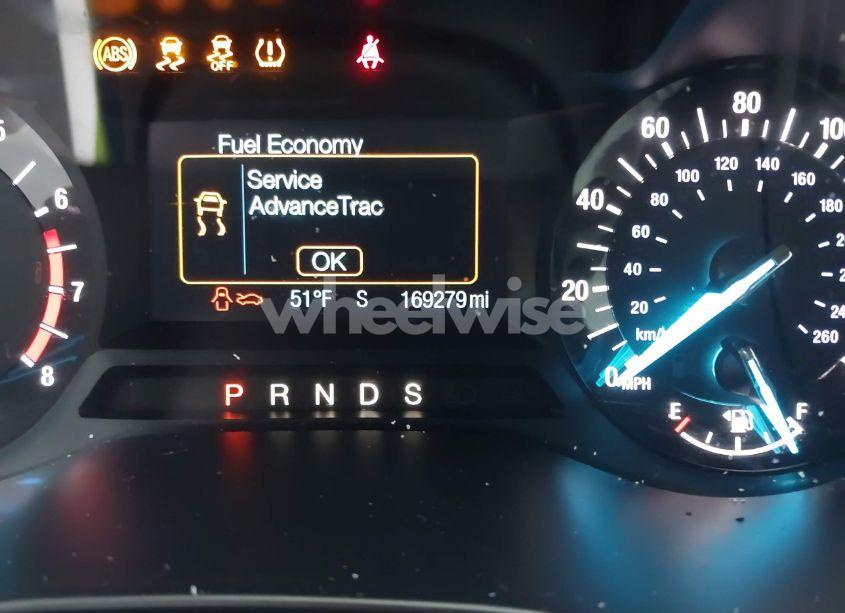 ABS
OFF
Fuel Economy
Service
AdvanceTrac
OK
51°F S 169279 mi
wheelwise
P R N D S
5
6
7
8
0 20 40 60 80 100
MPH
20 40 60 80 100 120 140 160 180
260
km/
E F